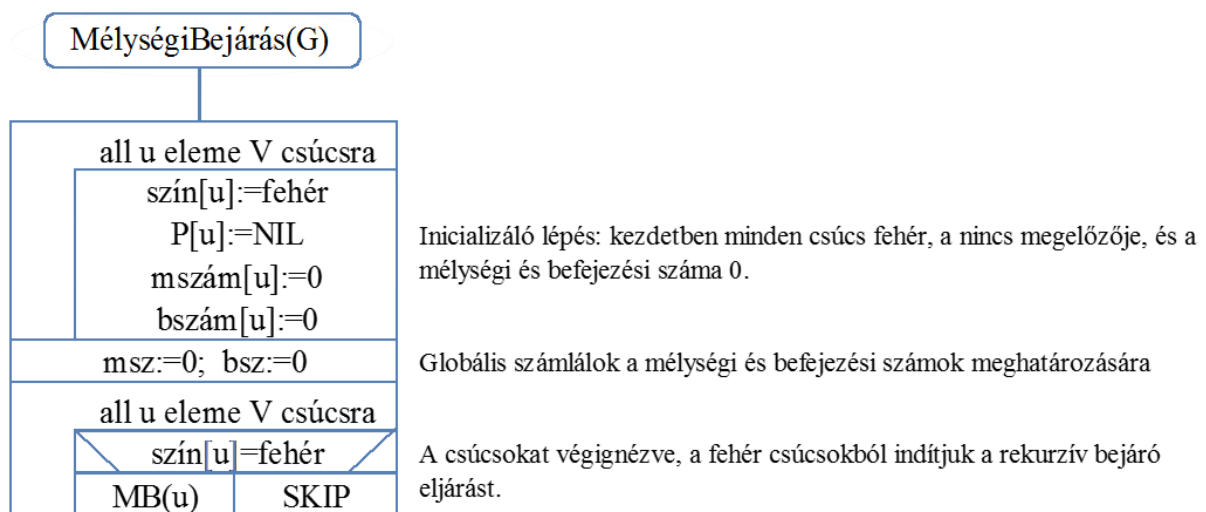 MélységiBejárás(G)
all u eleme V csúcsra
szín[u]:=fehér
P[u]:=NIL
mszám[u]:=0
bszám[u]:=0
Inicializáló lépés: kezdetben minden csúcs fehér, a nincs megelőzője, és a
mélységi és befejezési száma 0.
msz:=0; bsz:=0
Globális számlálok a mélységi és befejezési számok meghatározására
all u eleme V csúcsra
szín[u]=fehér
MB(u) SKIP
A csúcsokat végignézve, a fehér csúcsokból indítjuk a rekurzív bejáró
eljárást.